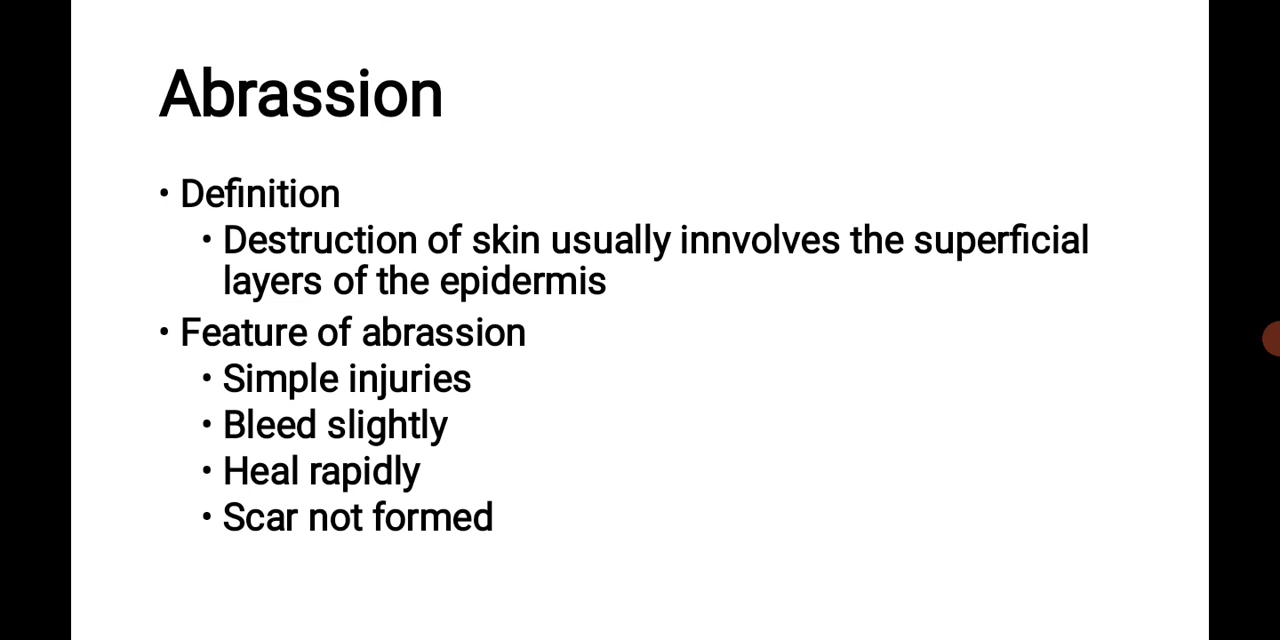 Abrassion
• Definition
• Destruction of skin usually innvolves the superficial
layers of the epidermis
• Feature of abrassion
• Simple injuries
• Bleed slightly
• Heal rapidly
• Scar not formed